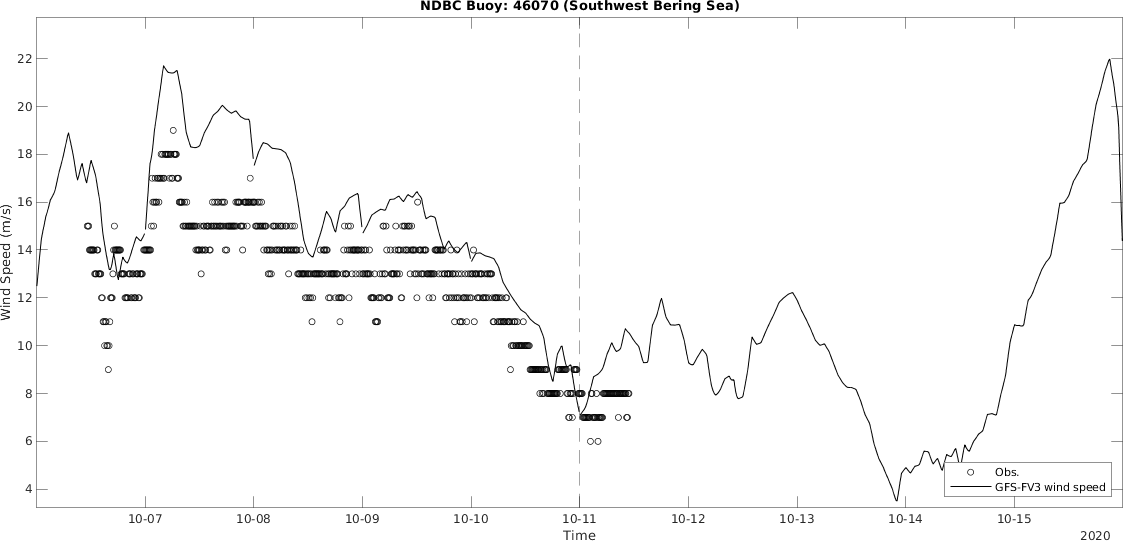 NDBC Buoy: 46070 (Southwest Bering Sea)
Wind Speed (m/s)
22
20
18
16
14
12
10
8
6
4
Obs.
GFS-FV3 wind speed
10-07 10-08 10-09 10-10 10-11 10-12 10-13 10-14 10-15
Time
2020